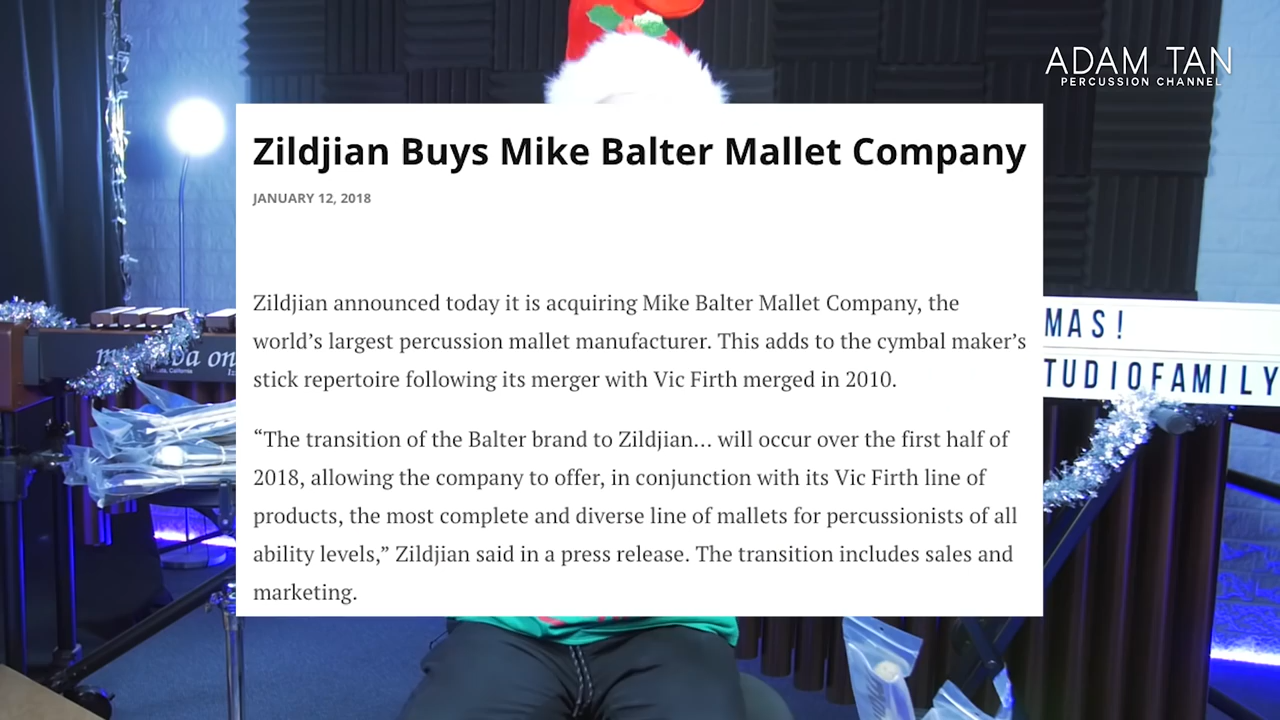 ADAM TAN
PERCUSSION CHANNEL
Zildjian Buys Mike Balter Mallet Company
JANUARY 12, 2018
Zildjian announced today it is acquiring Mike Balter Mallet Company, the
world’s largest percussion mallet manufacturer. This adds to the cymbal maker’s
stick repertoire following its merger with Vic Firth merged in 2010.
“The transition of the Balter brand to Zildjian… will occur over the first half of
2018, allowing the company to offer, in conjunction with its Vic Firth line of
products, the most complete and diverse line of mallets for percussionists of all
ability levels,” Zildjian said in a press release. The transition includes sales and
marketing.
MAS!
TUDIOFAMILY